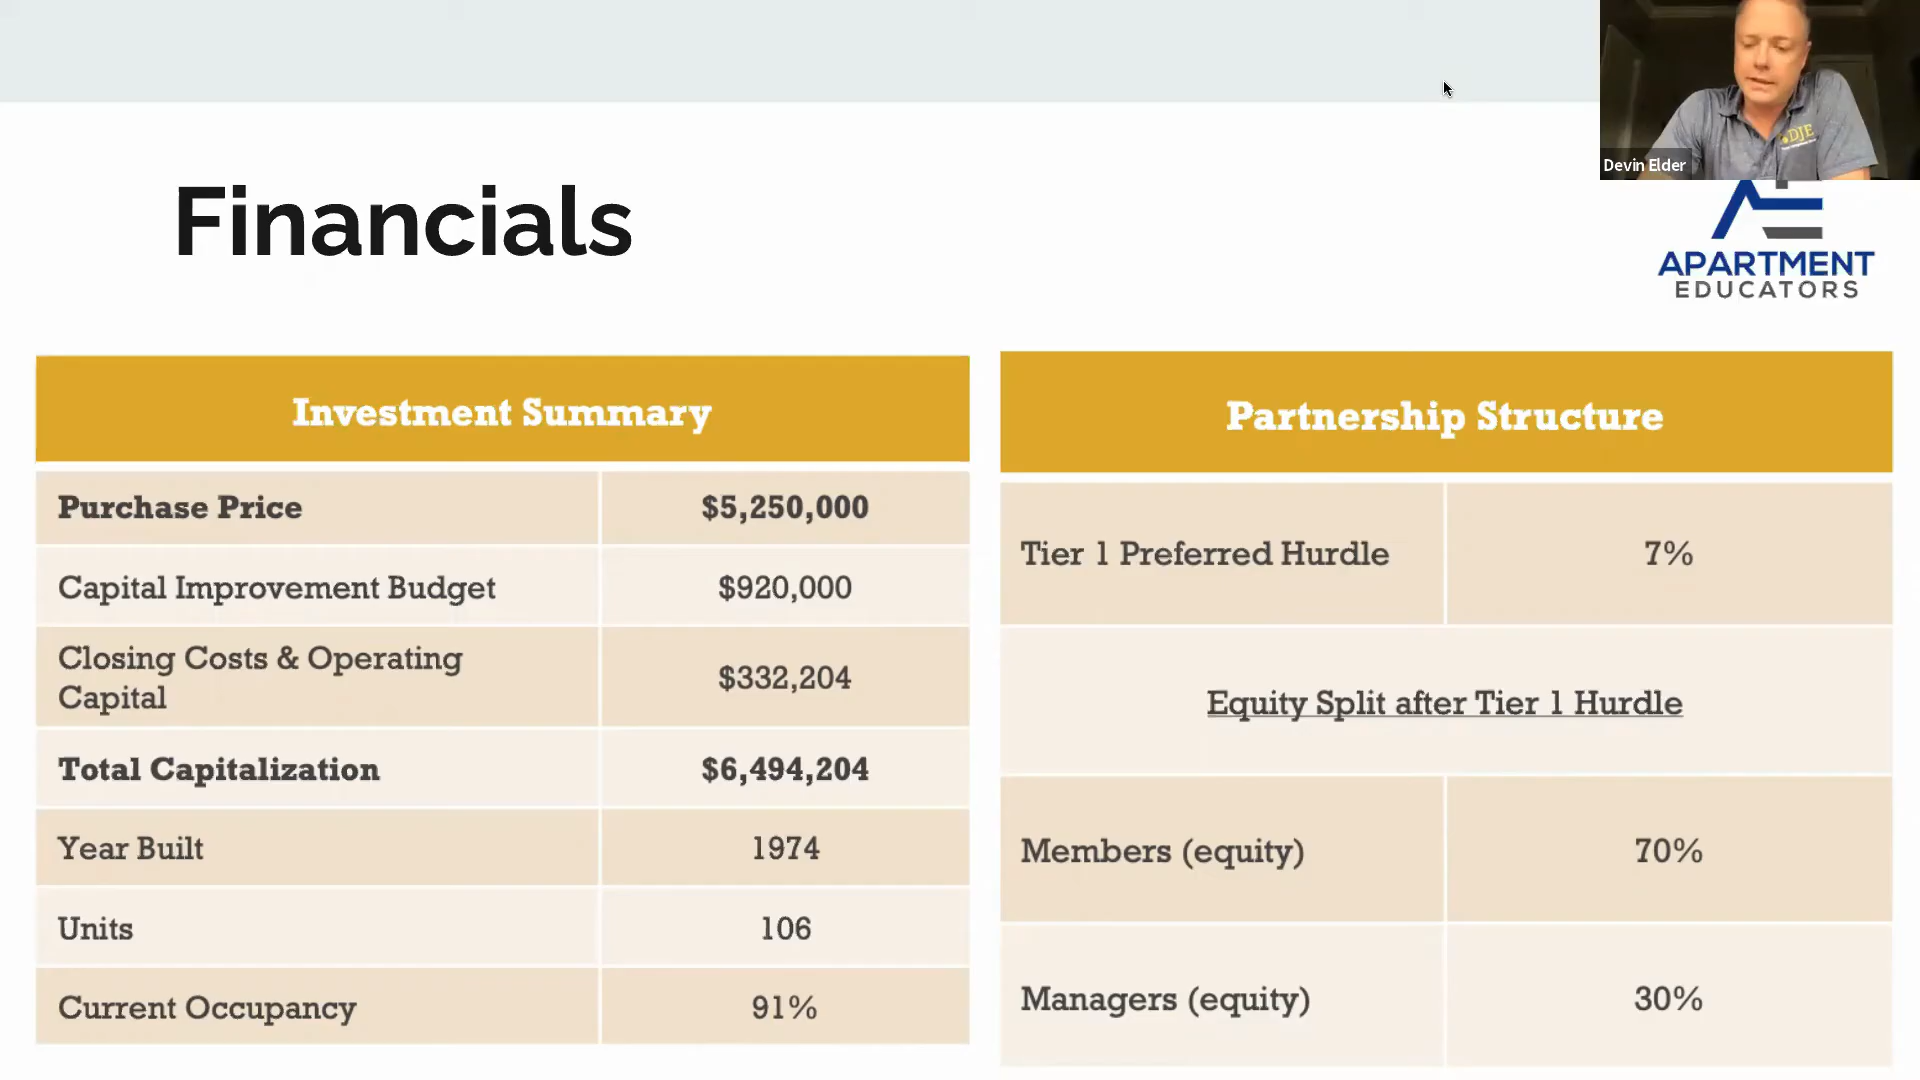 Devin Elder
DJE
Financials
APARTMENT
EDUCATORS
Investment Summary
Purchase Price
$5,250,000
Capital Improvement Budget
$920,000
Closing Costs & Operating
Capital
$332,204
Total Capitalization
$6,494,204
Year Built
1974
Units
106
Current Occupancy
91%
Partnership Structure
Tier 1 Preferred Hurdle
7%
Equity Split after Tier 1 Hurdle
Members (equity)
70%
Managers (equity)
30%